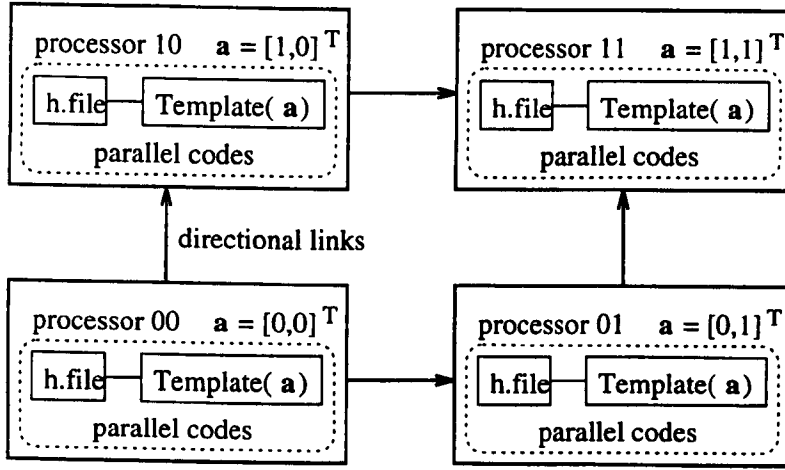 processor 10 a = [1,0] T
h.file Template( a)
parallel codes
processor 11 a = [1,1] T
h.file Template( a)
parallel codes
directional links
processor 00 a = [0,0] T
h.file Template( a)
parallel codes
processor 01 a = [0,1] T
h.file Template( a)
parallel codes